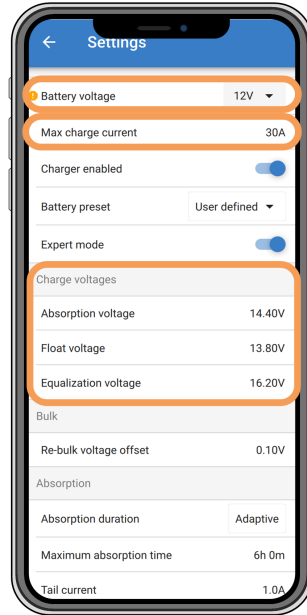 Settings
Battery voltage 12V
Max charge current 30A
Charger enabled
Battery preset User defined
Expert mode
Charge voltages
Absorption voltage 14.40V
Float voltage 13.80V
Equalization voltage 16.20V
Bulk
Re-bulk voltage offset 0.10V
Absorption
Absorption duration Adaptive
Maximum absorption time 6h 0m
Tail current 1.0A